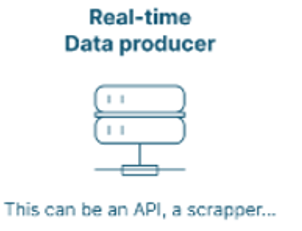 Real-time
Data producer
This can be an API, a scrapper...